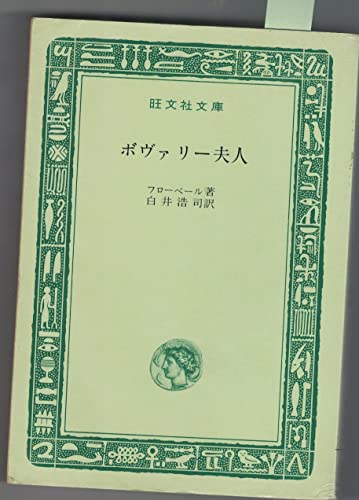 旺文社文庫
ボヴァリー夫人
フローベール著
白井浩司訳